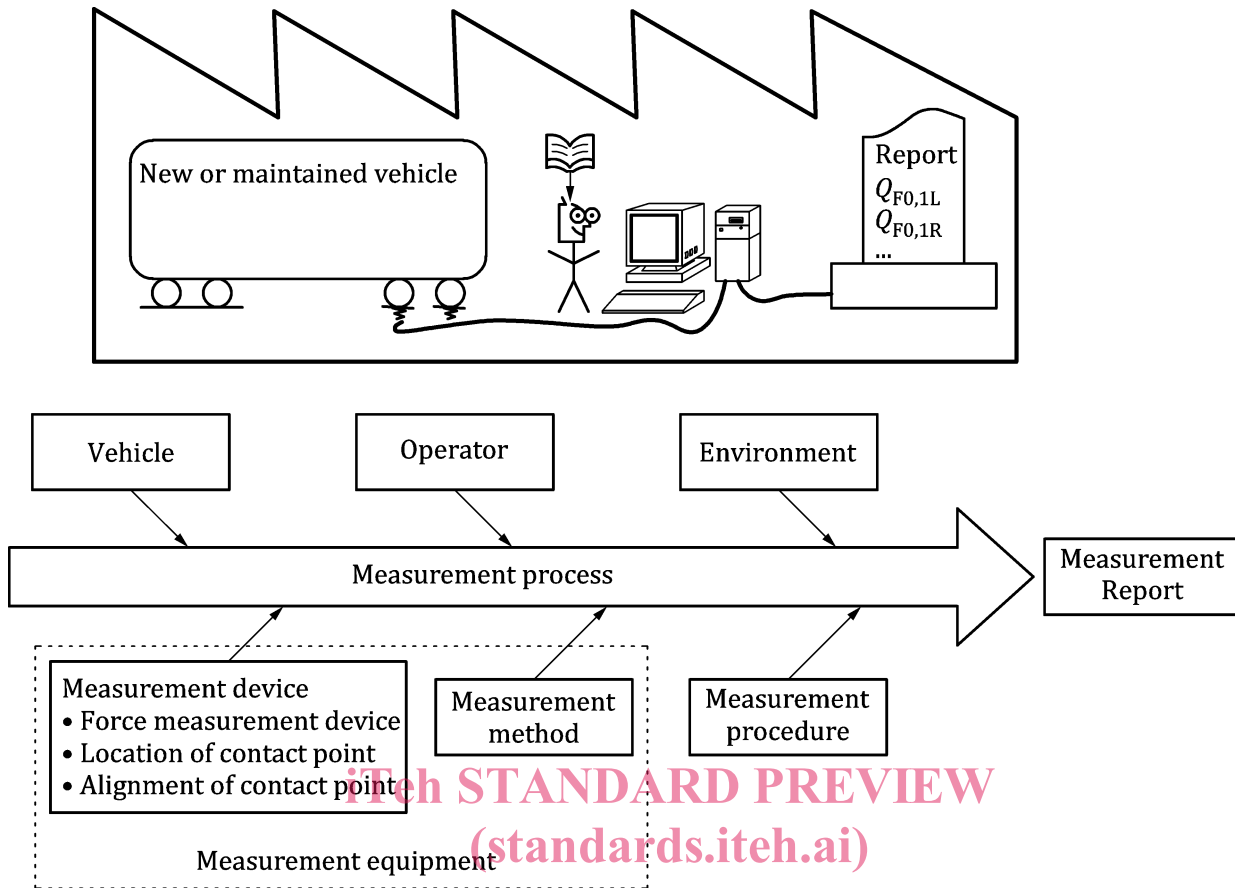 New or maintained vehicle
Report
Q_F0,1L
Q_F0,1R
...
Vehicle
Operator
Environment
Measurement process
Measurement
Report
Measurement device
• Force measurement device
• Location of contact point
• Alignment of contact point
Measurement
method
Measurement
procedure
iTeh STANDARD PREVIEW
(standards.iteh.ai)
Measurement equipment